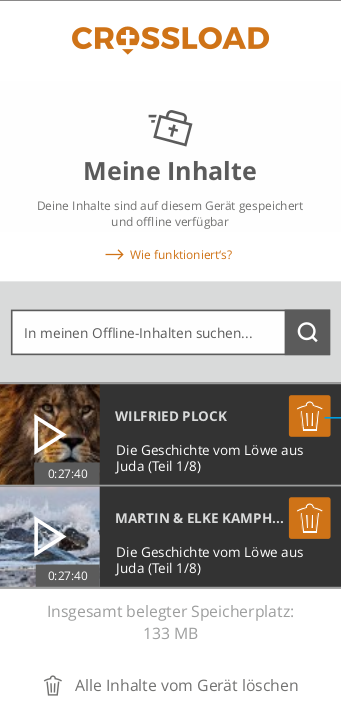 CROSSLOAD
Meine Inhalte
Deine Inhalte sind auf diesem Gerät gespeichert
und offline verfügbar
Wie funktioniert's?
In meinen Offline-Inhalten suchen...
WILFRIED PLOCK
Die Geschichte vom Löwe aus
Juda (Teil 1/8)
0:27:40
MARTIN & ELKE KAMPH...
Die Geschichte vom Löwe aus
Juda (Teil 1/8)
0:27:40
Insgesamt belegter Speicherplatz:
133 MB
Alle Inhalte vom Gerät löschen